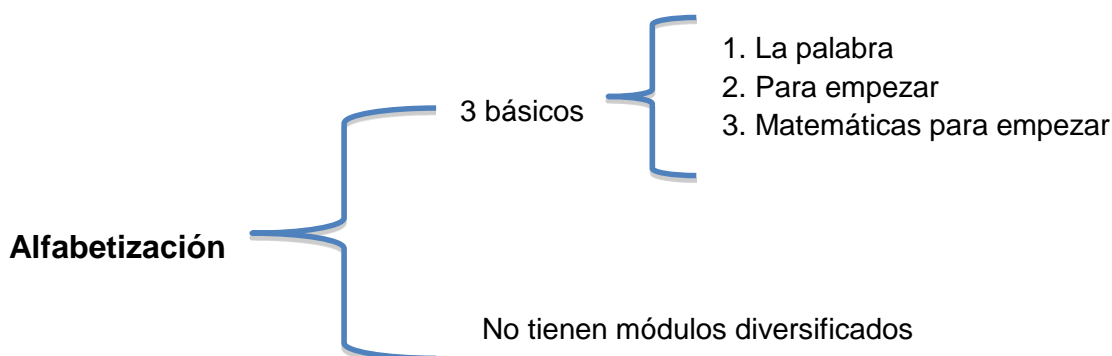 Alfabetización
3 básicos
1. La palabra
2. Para empezar
3. Matemáticas para empezar
No tienen módulos diversificados